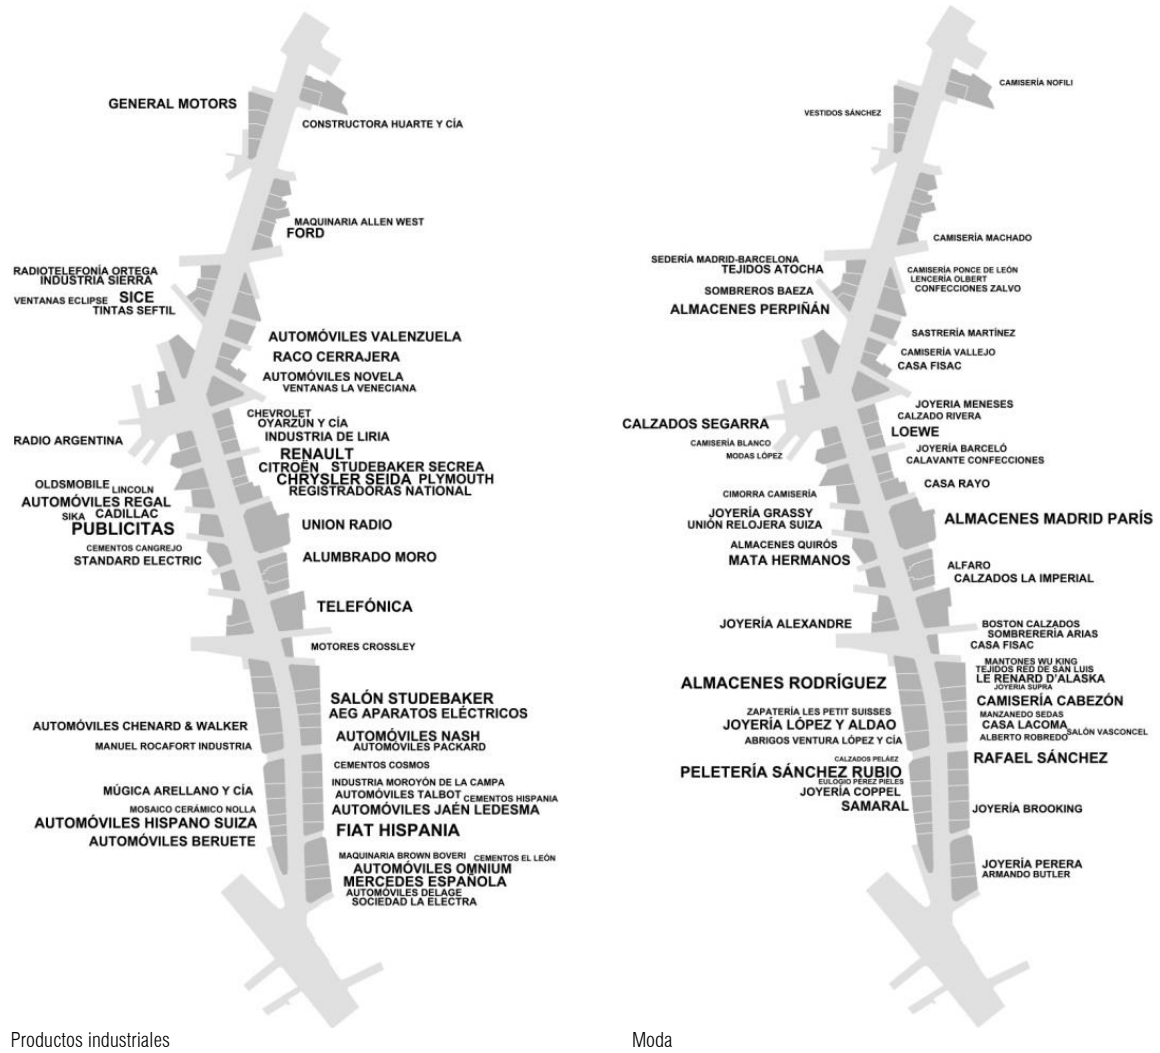 GENERAL MOTORS
CONSTRUCTORA HUARTE Y CÍA
MAQUINARIA ALLEN WEST
FORD
RADIOTELEFONÍA ORTEGA
INDUSTRIA SIERRA
VENTANAS ECLIPSE SICE
TINTAS SEFTIL
AUTOMÓVILES VALENZUELA
RACO CERRAJERA
AUTOMÓVILES NOVELA
VENTANAS LA VENECIANA
CHEVROLET
OYARZUN Y CÍA
INDUSTRIA DE LIRIA
RADIO ARGENTINA
RENAULT
CITROËN STUDEBAKER SECREA
CHRYSLER SEIDA PLYMOUTH
REGISTRADORAS NATIONAL
OLDSMOBILE LINCOLN
AUTOMÓVILES REGAL
SIKA CADILLAC
PUBLICITAS
UNION RADIO
CEMENTOS CANGREJO
STANDARD ELECTRIC
ALUMBRADO MORO
TELEFÓNICA
MOTORES CROSSLEY
SALÓN STUDEBAKER
AEG APARATOS ELÉCTRICOS
AUTOMÓVILES CHENARD & WALKER
AUTOMÓVILES NASH
AUTOMÓVILES PACKARD
MANUEL ROCAFORT INDUSTRIA
CEMENTOS COSMOS
INDUSTRIA MOROYÓN DE LA CAMPA
MÚGICA ARELLANO Y CÍA
AUTOMÓVILES TALBOT CEMENTOS HISPANIA
MOSAICO CERÁMICO NOLLA
AUTOMÓVILES JAÉN LEDESMA
AUTOMÓVILES HISPANO SUIZA
FIAT HISPANIA
AUTOMÓVILES BERUETE
MAQUINARIA BROWN BOVERI CEMENTOS EL LEÓN
AUTOMÓVILES OMNIUM
MERCEDES ESPAÑOLA
AUTOMÓVILES DELAGE
SOCIEDAD LA ELECTRA
Productos industriales
CAMISERÍA NOFILI
VESTIDOS SÁNCHEZ
CAMISERÍA MACHADO
SEDERÍA MADRID-BARCELONA
TEJIDOS ATOCHA
CAMISERÍA PONCE DE LEÓN
LENCERÍA OLBERT
CONFECCIONES ZALVO
SOMBREROS BAEZA
ALMACENES PERPIÑÁN
SASTRERÍA MARTÍNEZ
CAMISERÍA VALLEJO
CASA FISAC
JOYERIA MENESES
CALZADO RIVERA
CALZADOS SEGARRA
LOEWE
CAMISERÍA BLANCO
JOYERÍA BARCELÓ
MODAS LÓPEZ
CALAVANTE CONFECCIONES
CASA RAYO
CIMORRA CAMISERÍA
JOYERÍA GRASSY
UNIÓN RELOJERA SUIZA
ALMACENES MADRID PARÍS
ALMACENES QUIRÓS
MATA HERMANOS
ALFARO
CALZADOS LA IMPERIAL
JOYERÍA ALEXANDRE
BOSTON CALZADOS
SOMBRERERÍA ARIAS
CASA FISAC
MANTONES WU KING
TEJIDOS RED DE SAN LUIS
LE RENARD D'ALASKA
JOYERIA SUPRA
ALMACENES RODRÍGUEZ
CAMISERÍA CABEZÓN
ZAPATERÍA LES PETIT SUISSES
MANZANEDO SEDAS
JOYERÍA LÓPEZ Y ALDAO
CASA LACOMA
SALÓN VASCONCEL
ABRIGOS VENTURA LÓPEZ Y CÍA
ALBERTO ROBREDO
CALZADOS PELÁEZ
RAFAEL SÁNCHEZ
PELETERÍA SÁNCHEZ RUBIO
EULOGIO PÉREZ PIELES
JOYERÍA COPPEL
SAMARAL
JOYERÍA BROOKING
JOYERÍA PERERA
ARMANDO BUTLER
Moda